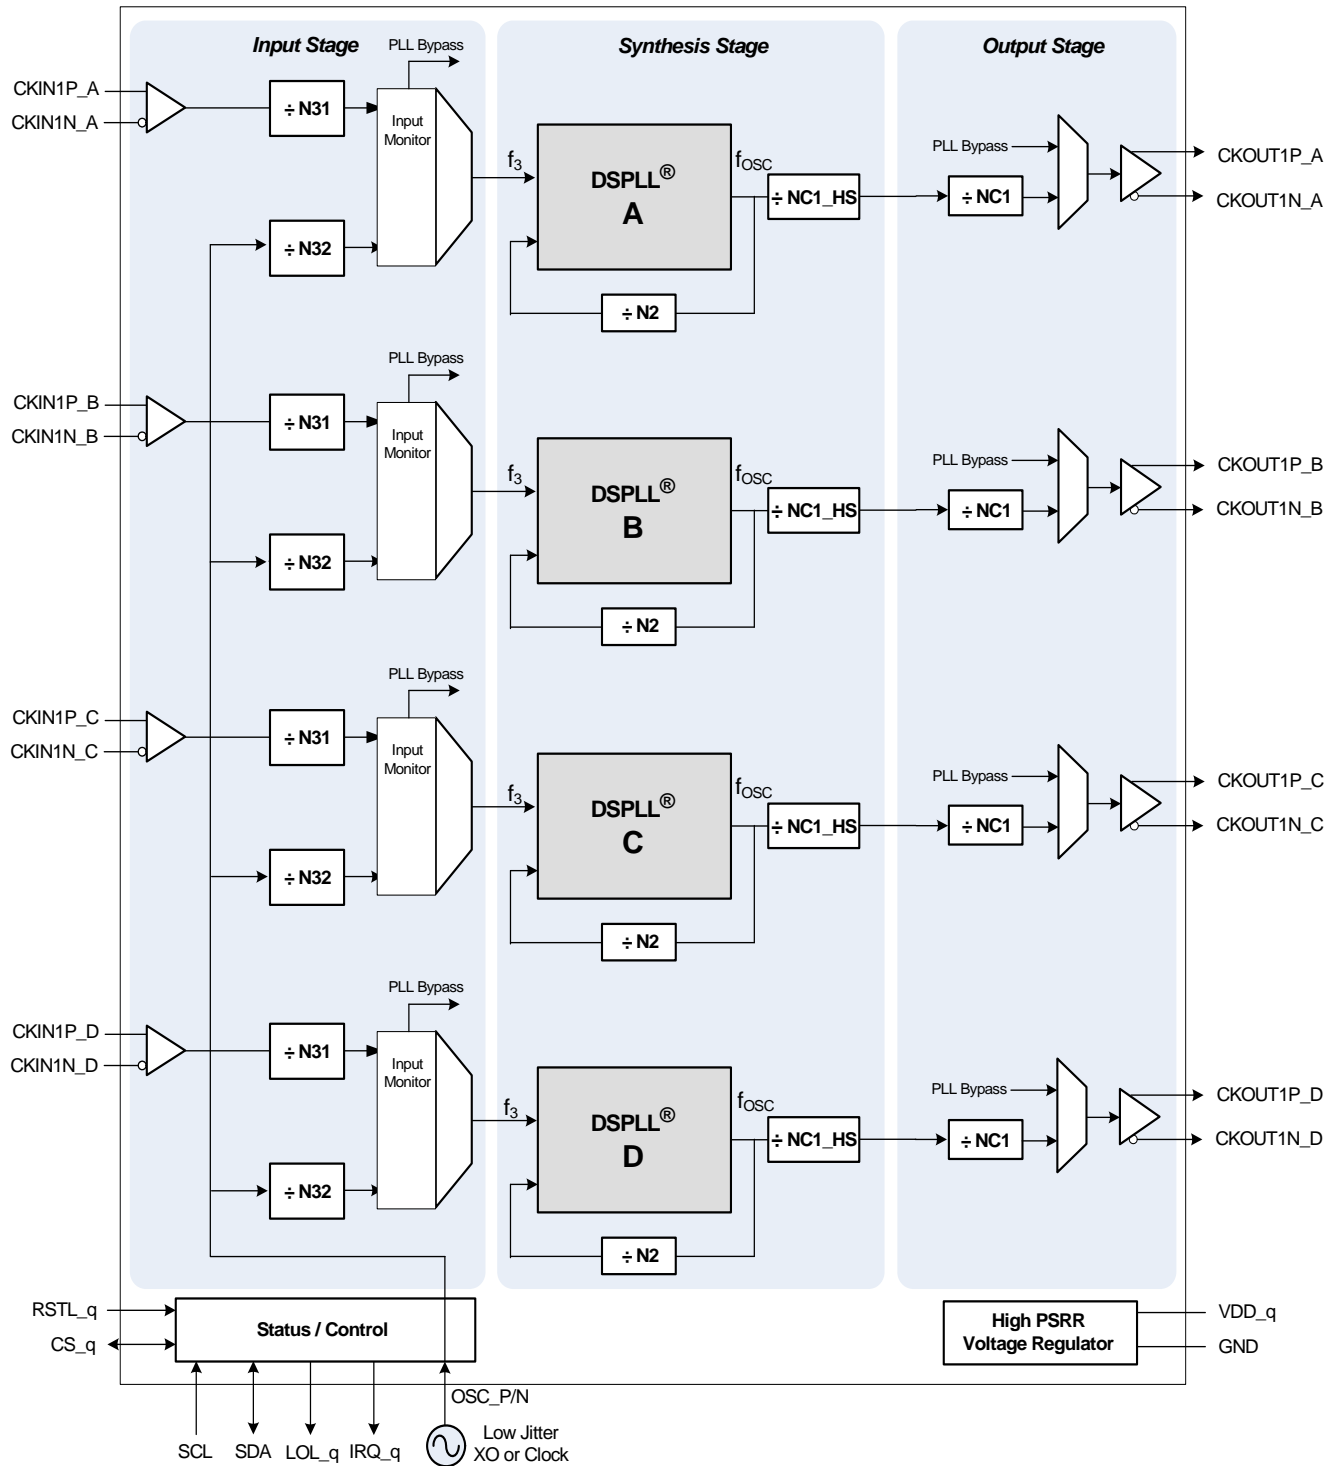 Input Stage
Synthesis Stage
Output Stage
PLL Bypass
CKIN1P_A
CKIN1N_A
÷ N31
Input
Monitor
÷ N32
f3
DSPLL®
A
fOSC
÷ NC1_HS
÷ N2
PLL Bypass
÷ NC1
CKOUT1P_A
CKOUT1N_A
PLL Bypass
CKIN1P_B
CKIN1N_B
÷ N31
Input
Monitor
÷ N32
f3
DSPLL®
B
fOSC
÷ NC1_HS
÷ N2
PLL Bypass
÷ NC1
CKOUT1P_B
CKOUT1N_B
PLL Bypass
CKIN1P_C
CKIN1N_C
÷ N31
Input
Monitor
÷ N32
f3
DSPLL®
C
fOSC
÷ NC1_HS
÷ N2
PLL Bypass
÷ NC1
CKOUT1P_C
CKOUT1N_C
PLL Bypass
CKIN1P_D
CKIN1N_D
÷ N31
Input
Monitor
÷ N32
f3
DSPLL®
D
fOSC
÷ NC1_HS
÷ N2
PLL Bypass
÷ NC1
CKOUT1P_D
CKOUT1N_D
RSTL_q
CS_q
Status / Control
High PSRR
Voltage Regulator
VDD_q
GND
SCL
SDA
LOL_q
IRQ_q
OSC_P/N
Low Jitter
XO or Clock